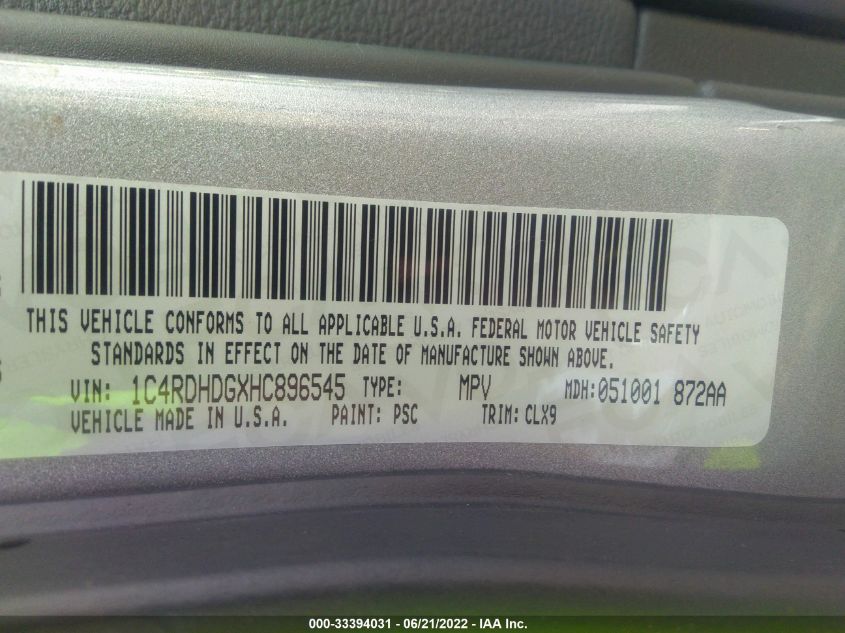 THIS VEHICLE CONFORMS TO ALL APPLICABLE U.S.A. FEDERAL MOTOR VEHICLE SAFETY
STANDARDS IN EFFECT ON THE DATE OF MANUFACTURE SHOWN ABOVE.
VIN: 1C4RDHDGXHC896545 TYPE: MPV MDH:051001 872AA
VEHICLE MADE IN U.S.A. PAINT: PSC TRIM: CLX9
000-33394031 - 06/21/2022 - IAA Inc.